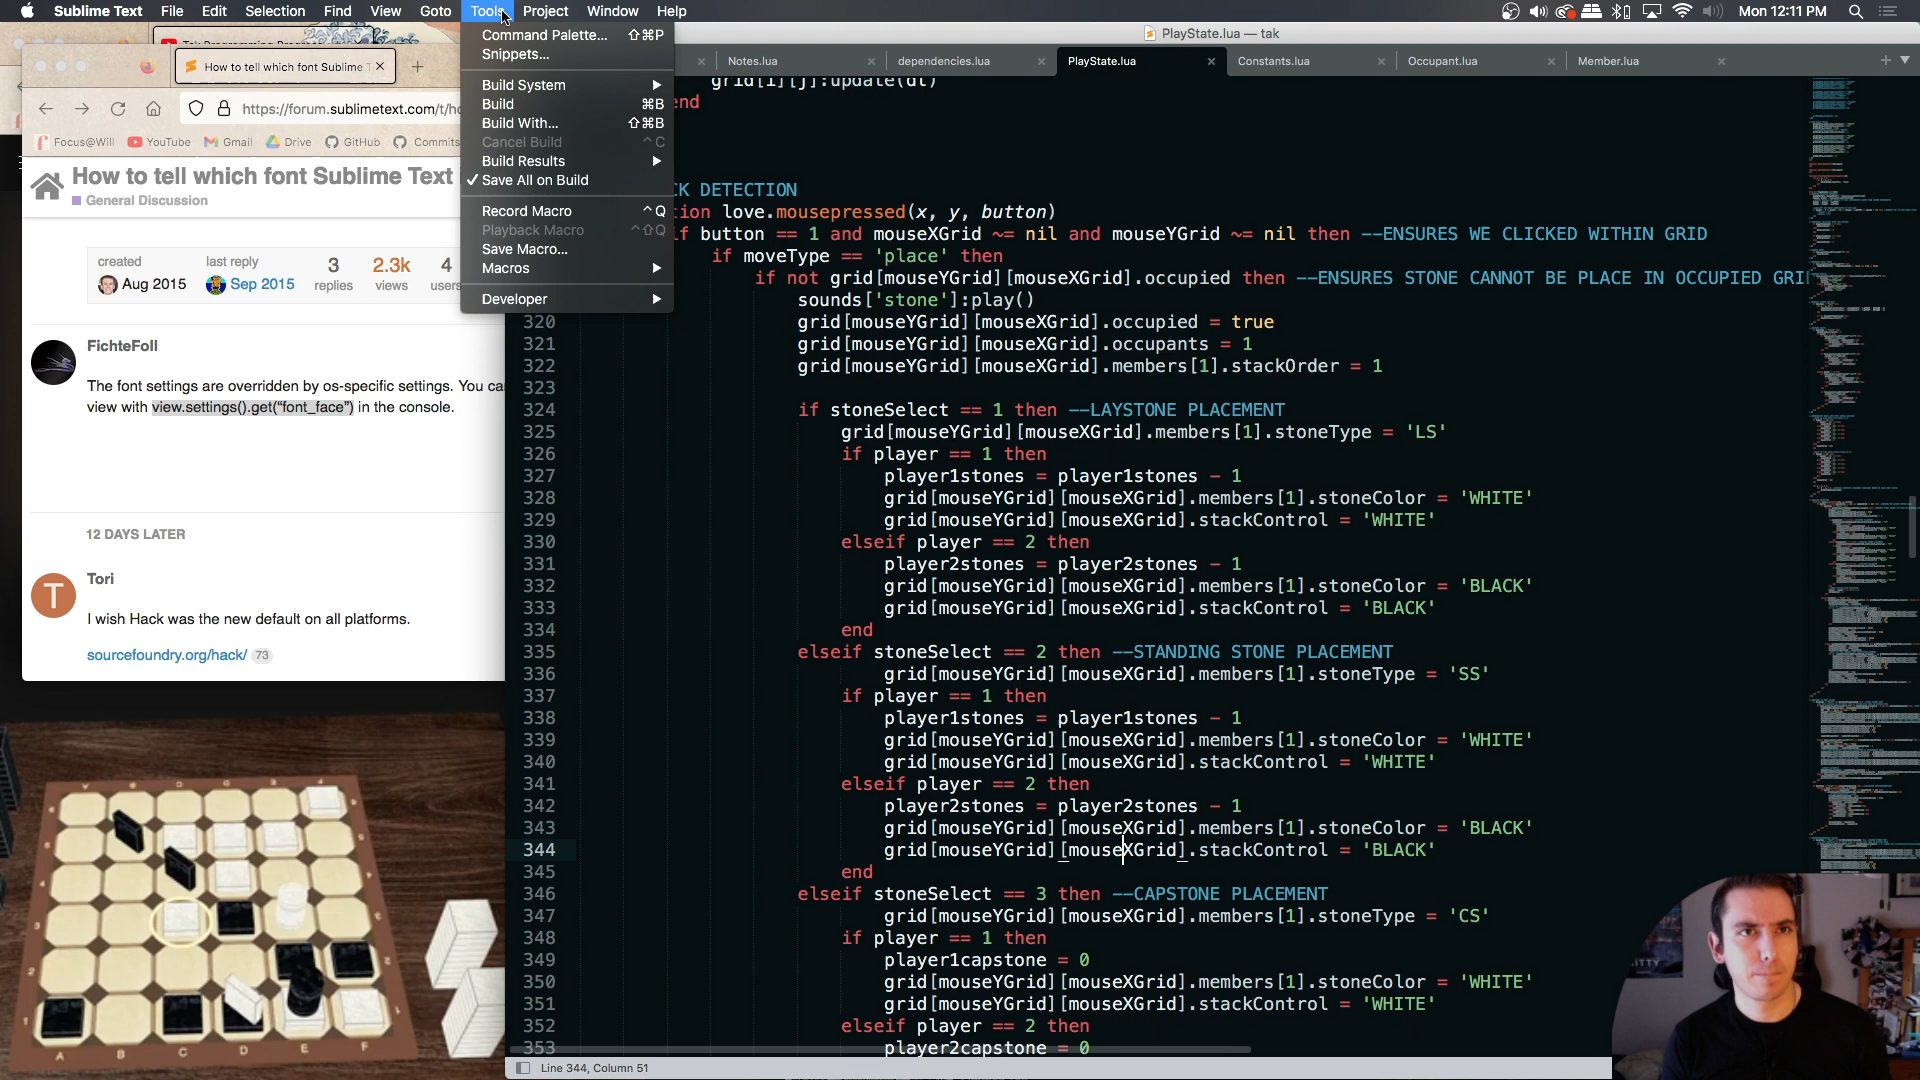 Sublime Text File Edit Selection Find View Goto Tools Project Window Help
Mon 12:11 PM
PlayState.lua — tak
Notes.lua
dependencies.lua
PlayState.lua
Constants.lua
Occupant.lua
Member.lua
How to tell which font Sublime T
https://forum.sublimetext.com/t/ho
Focus@Will YouTube Gmail Drive GitHub Commits
How to tell which font Sublime Text
General Discussion
created
Aug 2015
last reply
Sep 2015
3
replies
2.3k
views
4
users
FichteFoll
The font settings are overridden by os-specific settings. You ca
view with view.settings().get("font_face") in the console.
12 DAYS LATER
T
Tori
I wish Hack was the new default on all platforms.
sourcefoundry.org/hack/ 73
Command Palette... ⇧⌘P
Snippets...
Build System
Build ⌘B
Build With... ⇧⌘B
Cancel Build ^C
Build Results
✓ Save All on Build
Record Macro ^Q
Playback Macro ^⇧Q
Save Macro...
Macros
Developer
grid[i][j]:update(dt)
end
CK DETECTION
tion love.mousepressed(x, y, button)
if button == 1 and mouseXGrid ~= nil and mouseYGrid ~= nil then --ENSURES WE CLICKED WITHIN GRID
if moveType == 'place' then
if not grid[mouseYGrid][mouseXGrid].occupied then --ENSURES STONE CANNOT BE PLACE IN OCCUPIED GRI
sounds['stone']:play()
320 grid[mouseYGrid][mouseXGrid].occupied = true
321 grid[mouseYGrid][mouseXGrid].occupants = 1
322 grid[mouseYGrid][mouseXGrid].members[1].stackOrder = 1
323
324 if stoneSelect == 1 then --LAYSTONE PLACEMENT
325 grid[mouseYGrid][mouseXGrid].members[1].stoneType = 'LS'
326 if player == 1 then
327 player1stones = player1stones - 1
328 grid[mouseYGrid][mouseXGrid].members[1].stoneColor = 'WHITE'
329 grid[mouseYGrid][mouseXGrid].stackControl = 'WHITE'
330 elseif player == 2 then
331 player2stones = player2stones - 1
332 grid[mouseYGrid][mouseXGrid].members[1].stoneColor = 'BLACK'
333 grid[mouseYGrid][mouseXGrid].stackControl = 'BLACK'
334 end
335 elseif stoneSelect == 2 then --STANDING STONE PLACEMENT
336 grid[mouseYGrid][mouseXGrid].members[1].stoneType = 'SS'
337 if player == 1 then
338 player1stones = player1stones - 1
339 grid[mouseYGrid][mouseXGrid].members[1].stoneColor = 'WHITE'
340 grid[mouseYGrid][mouseXGrid].stackControl = 'WHITE'
341 elseif player == 2 then
342 player2stones = player2stones - 1
343 grid[mouseYGrid][mouseXGrid].members[1].stoneColor = 'BLACK'
344 grid[mouseYGrid][mouseXGrid].stackControl = 'BLACK'
345 end
346 elseif stoneSelect == 3 then --CAPSTONE PLACEMENT
347 grid[mouseYGrid][mouseXGrid].members[1].stoneType = 'CS'
348 if player == 1 then
349 player1capstone = 0
350 grid[mouseYGrid][mouseXGrid].members[1].stoneColor = 'WHITE'
351 grid[mouseYGrid][mouseXGrid].stackControl = 'WHITE'
352 elseif player == 2 then
353 player2capstone = 0
Line 344, Column 51
A B C D E F